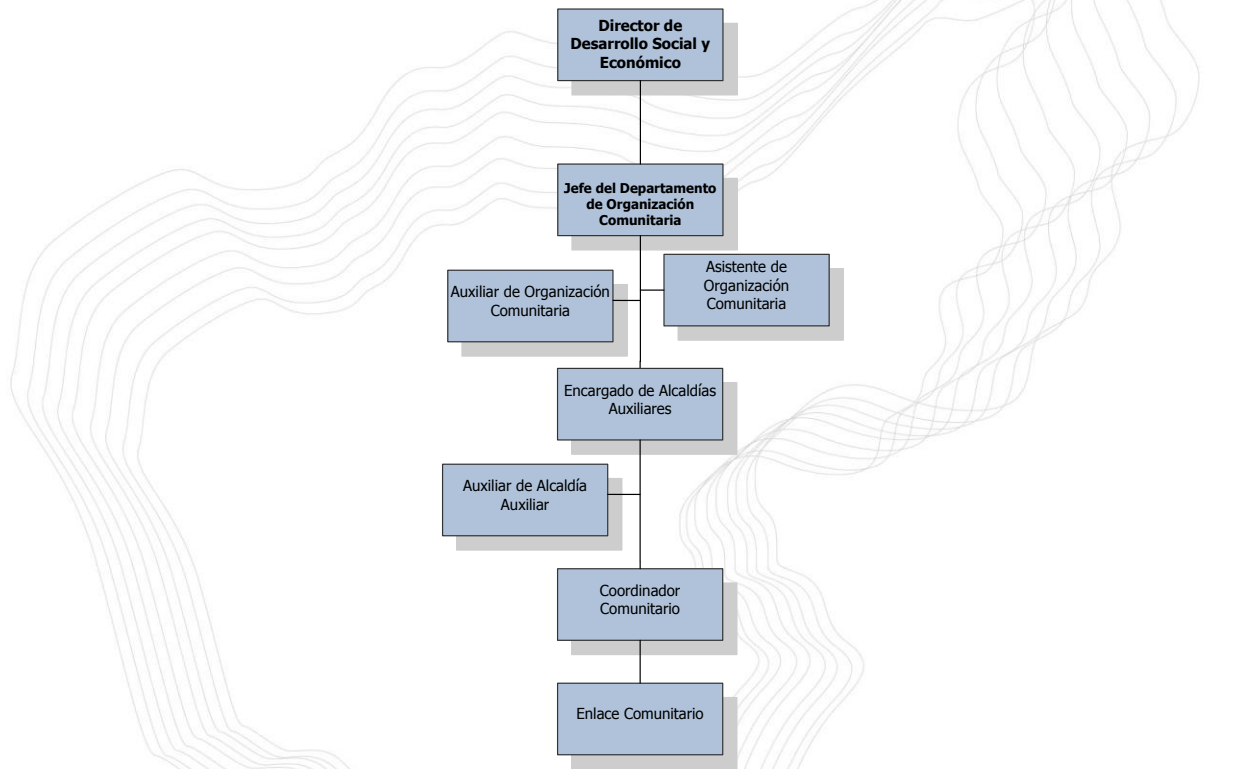 Director de
Desarrollo Social y
Económico
Jefe del Departamento
de Organización
Comunitaria
Auxiliar de Organización
Comunitaria
Asistente de
Organización
Comunitaria
Encargado de Alcaldías
Auxiliares
Auxiliar de Alcaldía
Auxiliar
Coordinador
Comunitario
Enlace Comunitario